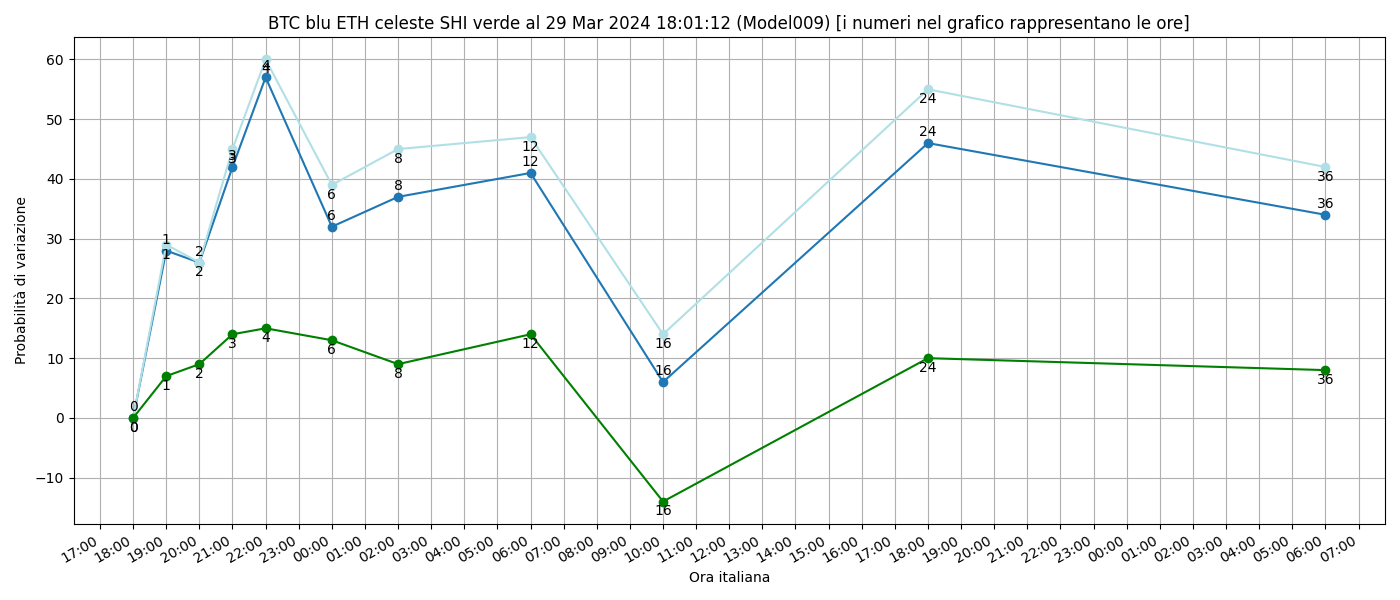 BTC blu ETH celeste SHI verde al 29 Mar 2024 18:01:12 (Model009) [i numeri nel grafico rappresentano le ore]
Probabilità di variazione
60
50
40
30
20
10
0
−10
0 1 2 3 4 6 8 12 16 24 36
0 1 2 3 4 6 8 12 16 24 36
0 1 2 3 4 6 8 12 16 24 36
17:00 18:00 19:00 20:00 21:00 22:00 23:00 00:00 01:00 02:00 03:00 04:00 05:00 06:00 07:00 08:00 09:00 10:00 11:00 12:00 13:00 14:00 15:00 16:00 17:00 18:00 19:00 20:00 21:00 22:00 23:00 00:00 01:00 02:00 03:00 04:00 05:00 06:00 07:00
Ora italiana